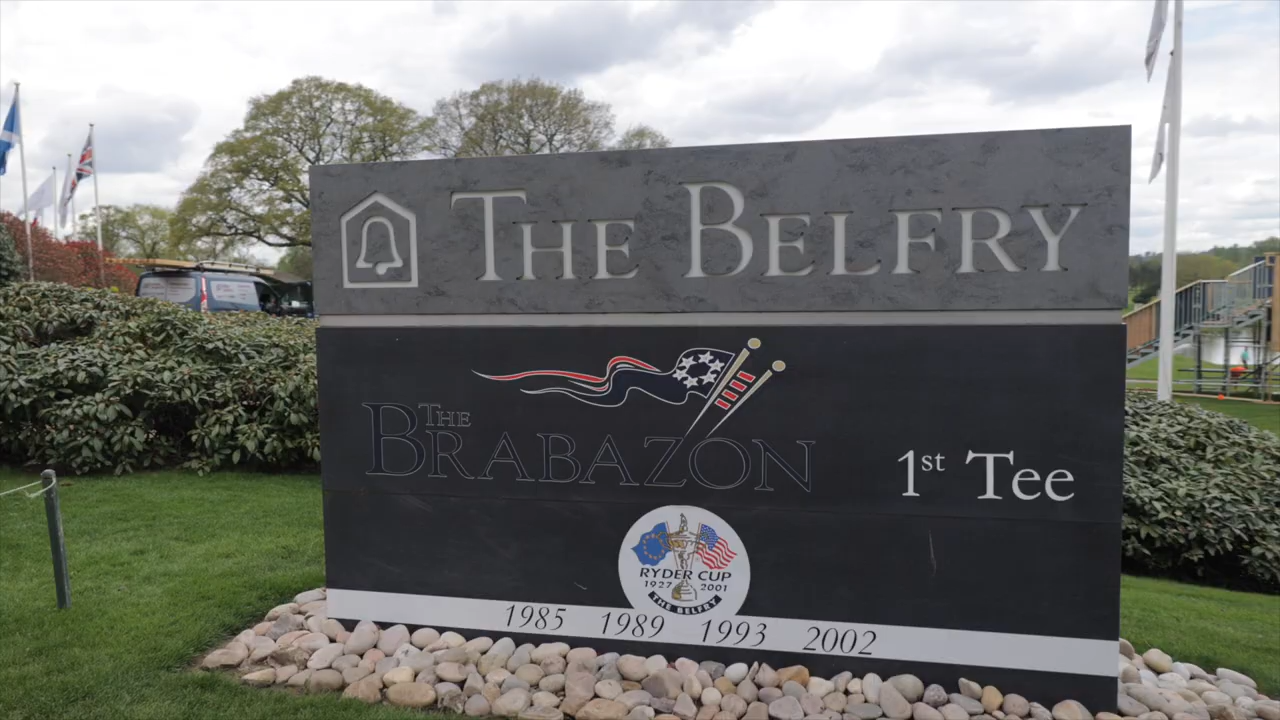 THE BELFRY
THE
BRABAZON
1st TEE
RYDER CUP
1927 2001
THE BELFRY
1985 1989 1993 2002